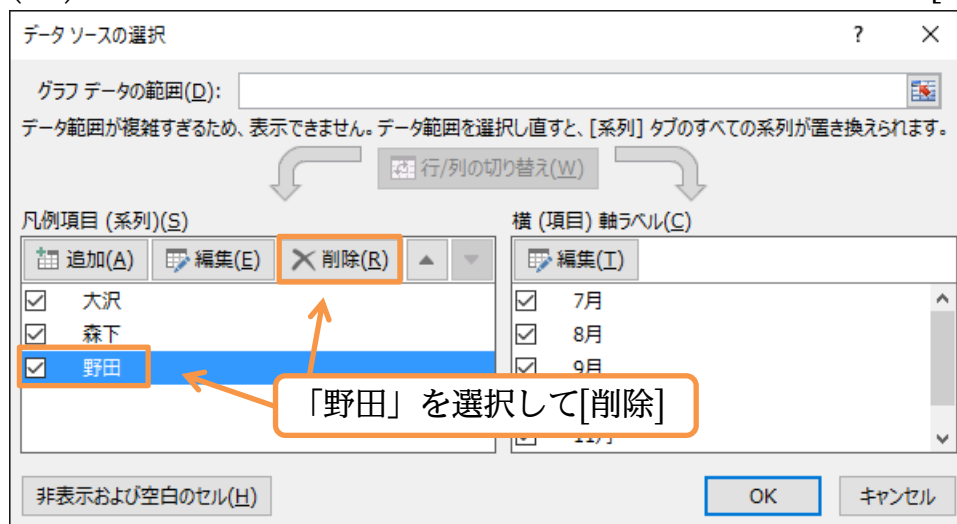 データ ソースの選択 ? ×
グラフ データの範囲(D):
データ範囲が複雑すぎるため、表示できません。データ範囲を選択し直すと、[系列] タブのすべての系列が置き換えられます。
行/列の切り替え(W)
凡例項目 (系列)(S)
横 (項目) 軸ラベル(C)
追加(A) 編集(E) 削除(R)
編集(T)
大沢
森下
野田
7月
8月
9月
「野田」を選択して[削除]
非表示および空白のセル(H)
OK
キャンセル